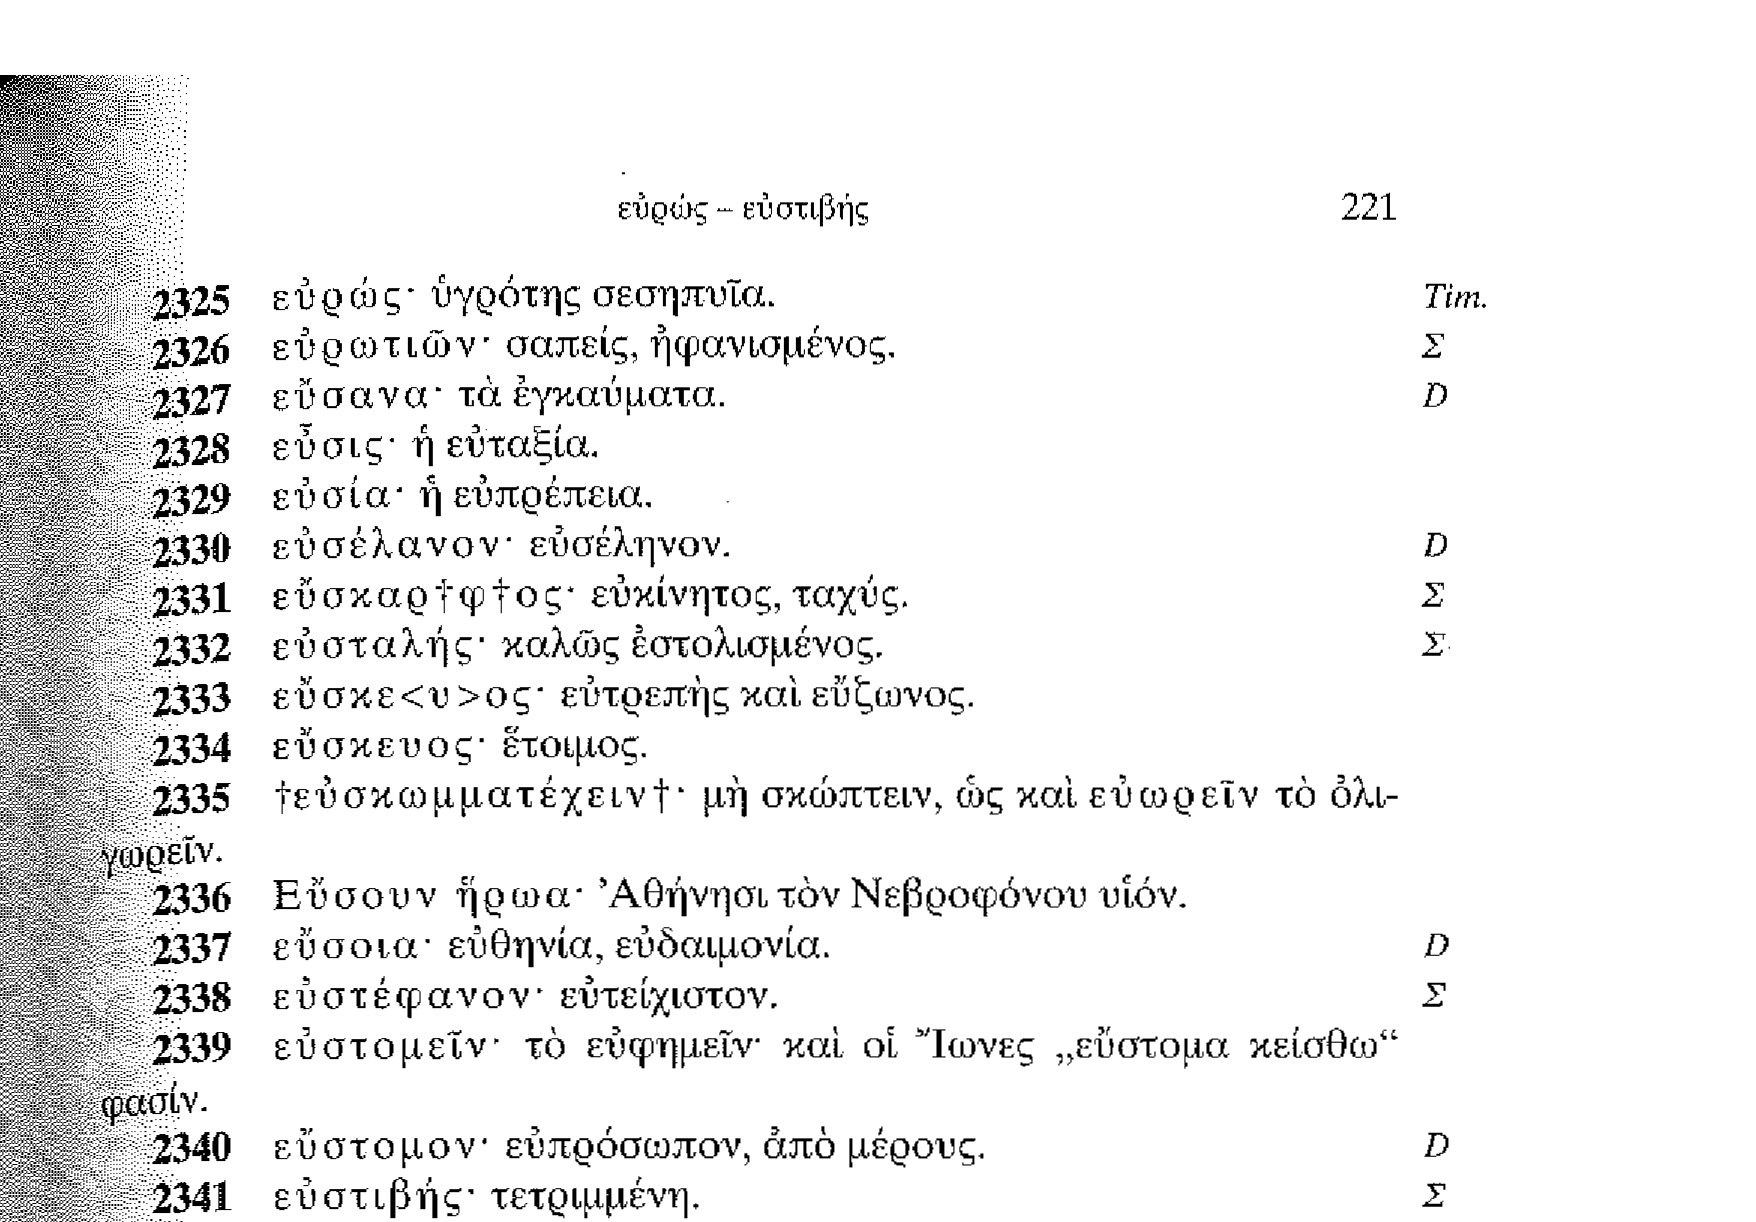 εὐρώς – εὐστιβής 221
2325 εὐρώς· ὑγρότης σεσηπυῖα. Tim.
2326 εὐρωτιῶν· σαπείς, ἠφανισμένος. Σ
2327 εὔσανα· τὰ ἐγκαύματα. D
2328 εὖσις· ἡ εὐταξία.
2329 εὐσία· ἡ εὐπρέπεια.
2330 εὐσέλανον· εὐσέληνον. D
2331 εὔσκαρ†φ†ος· εὐκίνητος, ταχύς. Σ
2332 εὐσταλής· καλῶς ἐστολισμένος. Σ
2333 εὔσκε<υ>ος· εὐτρεπὴς καὶ εὔζωνος.
2334 εὔσκευος· ἕτοιμος.
2335 †εὐσκωμματέχειν†· μὴ σκώπτειν, ὡς καὶ εὐωρεῖν τὸ ὀλι-
γωρεῖν.
2336 Εὔσουν ἥρωα· Ἀθήνησι τὸν Νεβροφόνου υἱόν.
2337 εὔσοια· εὐθηνία, εὐδαιμονία. D
2338 εὐστέφανον· εὐτείχιστον. Σ
2339 εὐστομεῖν· τὸ εὐφημεῖν· καὶ οἱ Ἴωνες „εὔστομα κείσθω“
φασίν.
2340 εὔστομον· εὐπρόσωπον, ἀπὸ μέρους. D
2341 εὐστιβής· τετριμμένη. Σ